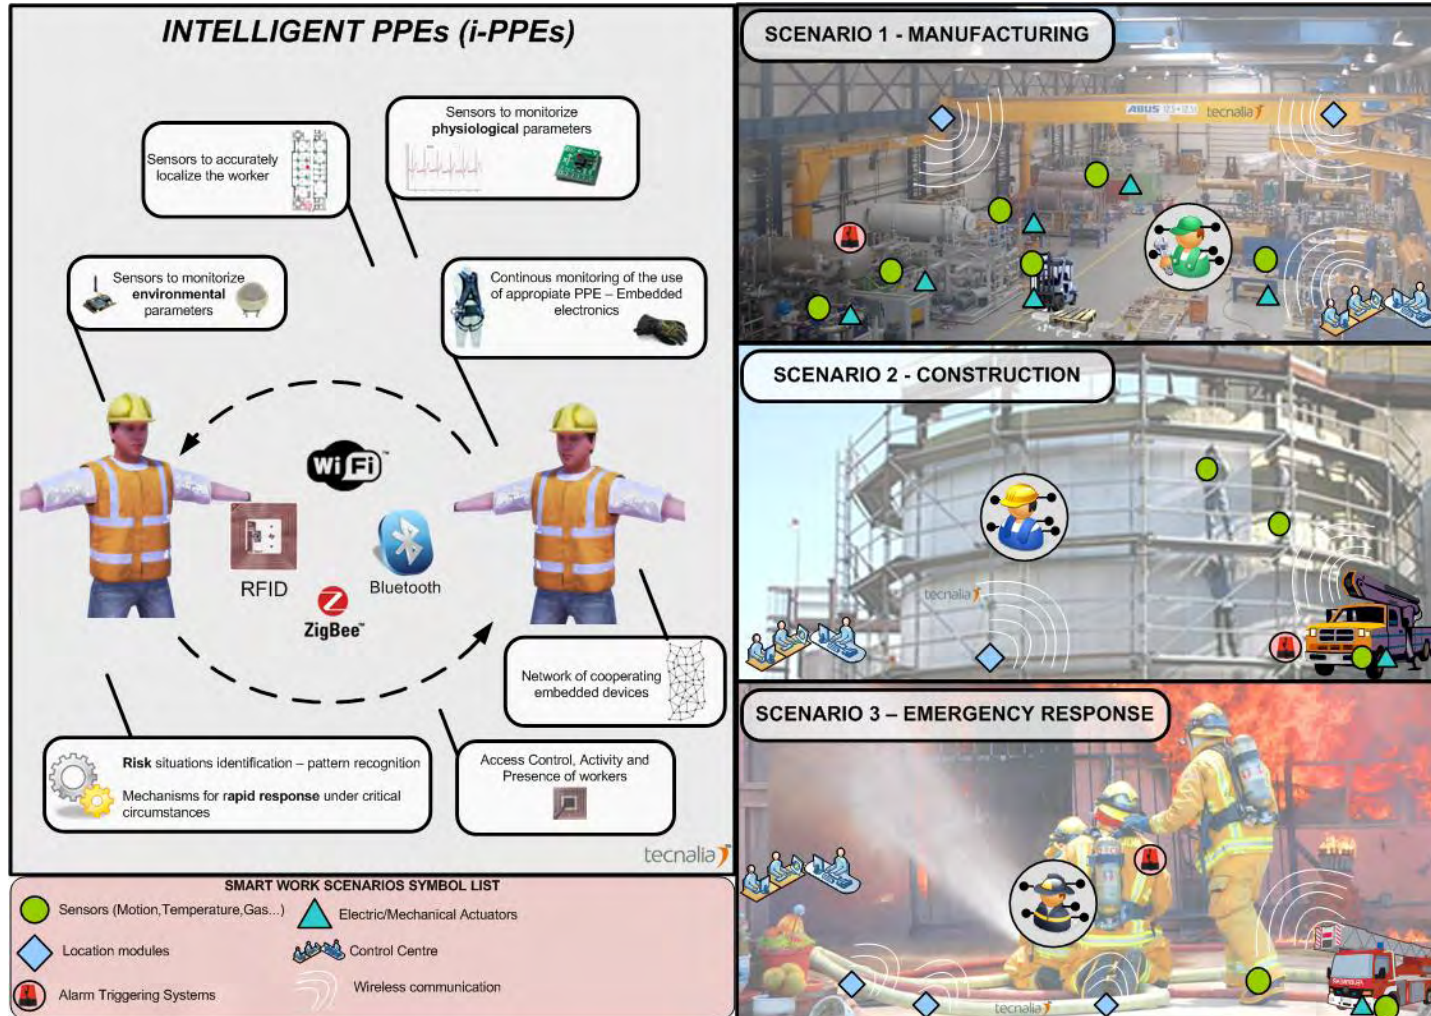 INTELLIGENT PPEs (i-PPEs)
Sensors to monitorize
physiological parameters
Sensors to accurately
localize the worker
Sensors to monitorize
environmental
parameters
Continous monitoring of the use
of appropiate PPE – Embedded
electronics
WiFi™
RFID
Bluetooth
ZigBee™
Network of cooperating
embedded devices
Risk situations identification – pattern recognition
Mechanisms for rapid response under critical
circumstances
Access Control, Activity and
Presence of workers
tecnalia
SMART WORK SCENARIOS SYMBOL LIST
Sensors (Motion,Temperature,Gas...)
Electric/Mechanical Actuators
Location modules
Control Centre
Alarm Triggering Systems
Wireless communication
SCENARIO 1 - MANUFACTURING
ABUS
tecnalia
SCENARIO 2 - CONSTRUCTION
tecnalia
SCENARIO 3 – EMERGENCY RESPONSE
tecnalia